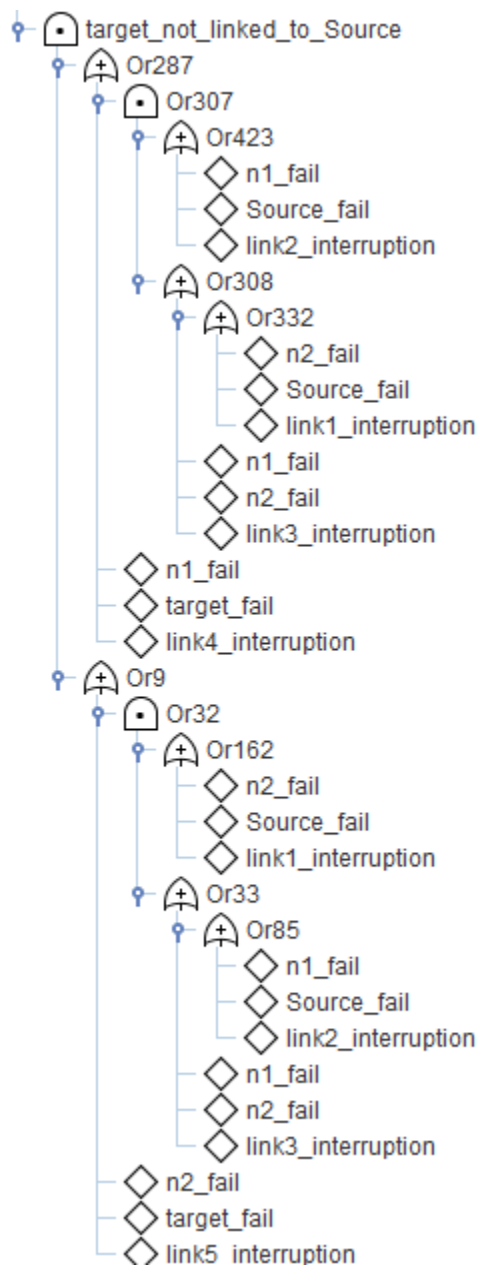 target_not_linked_to_Source
Or287
Or307
Or423
n1_fail
Source_fail
link2_interruption
Or308
Or332
n2_fail
Source_fail
link1_interruption
n1_fail
n2_fail
link3_interruption
n1_fail
target_fail
link4_interruption
Or9
Or32
Or162
n2_fail
Source_fail
link1_interruption
Or33
Or85
n1_fail
Source_fail
link2_interruption
n1_fail
n2_fail
link3_interruption
n2_fail
target_fail
link5_interruption